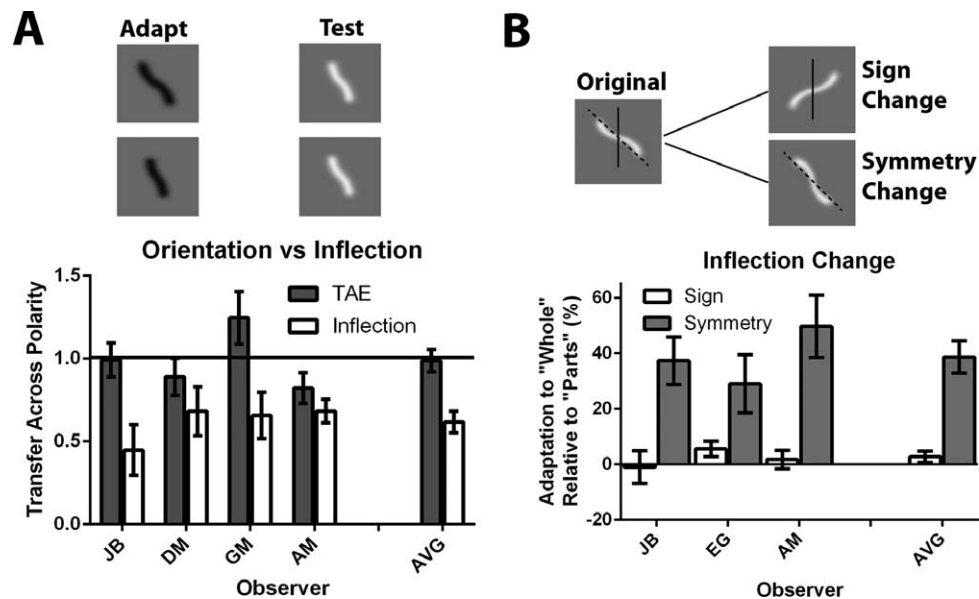 A
Adapt
Test
Orientation vs Inflection
Transfer Across Polarity
1.5
1.0
0.5
0.0
TAE
Inflection
JB
DM
GM
AM
AVG
Observer
B
Original
Sign
Change
Symmetry
Change
Inflection Change
Adaptation to "Whole"
Relative to "Parts" (%)
60
40
20
0
-20
Sign
Symmetry
JB
EG
AM
AVG
Observer